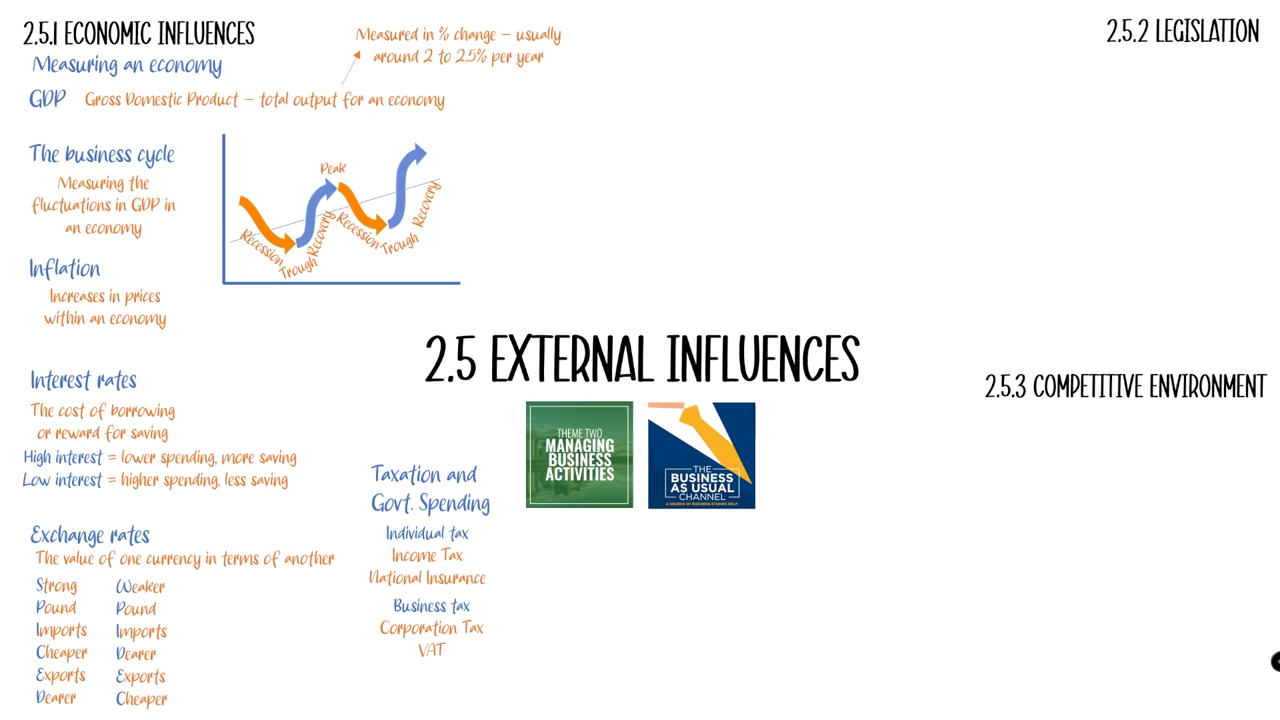 2.5.1 ECONOMIC INFLUENCES
Measuring an economy
Measured in % change – usually
around 2 to 2.5% per year
GDP Gross Domestic Product – total output for an economy
The business cycle
Measuring the
fluctuations in GDP in
an economy
Peak
Recession
Trough
Recovery
Recession
Trough
Recovery
Inflation
Increases in prices
within an economy
Interest rates
The cost of borrowing
or reward for saving
High interest = lower spending, more saving
Low interest = higher spending, less saving
Exchange rates
The value of one currency in terms of another
Strong
Pound
Imports
Cheaper
Exports
Dearer
Weaker
Pound
Imports
Dearer
Exports
Cheaper
Taxation and
Govt. Spending
Individual tax
Income Tax
National Insurance
Business tax
Corporation Tax
VAT
2.5 EXTERNAL INFLUENCES
THEME TWO
MANAGING
BUSINESS
ACTIVITIES
THE
BUSINESS
AS USUAL
CHANNEL
A SOURCE OF BUSINESS STUDIES HELP
2.5.2 LEGISLATION
2.5.3 COMPETITIVE ENVIRONMENT